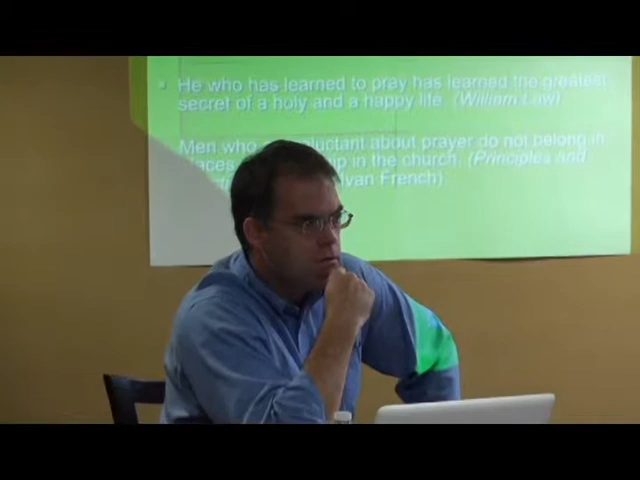 He who has learned to pray has learned the greatest
secret of a holy and a happy life. (William Law)
Men who reluctant about prayer do not belong in
in the church. (Principles and
Ivan French)